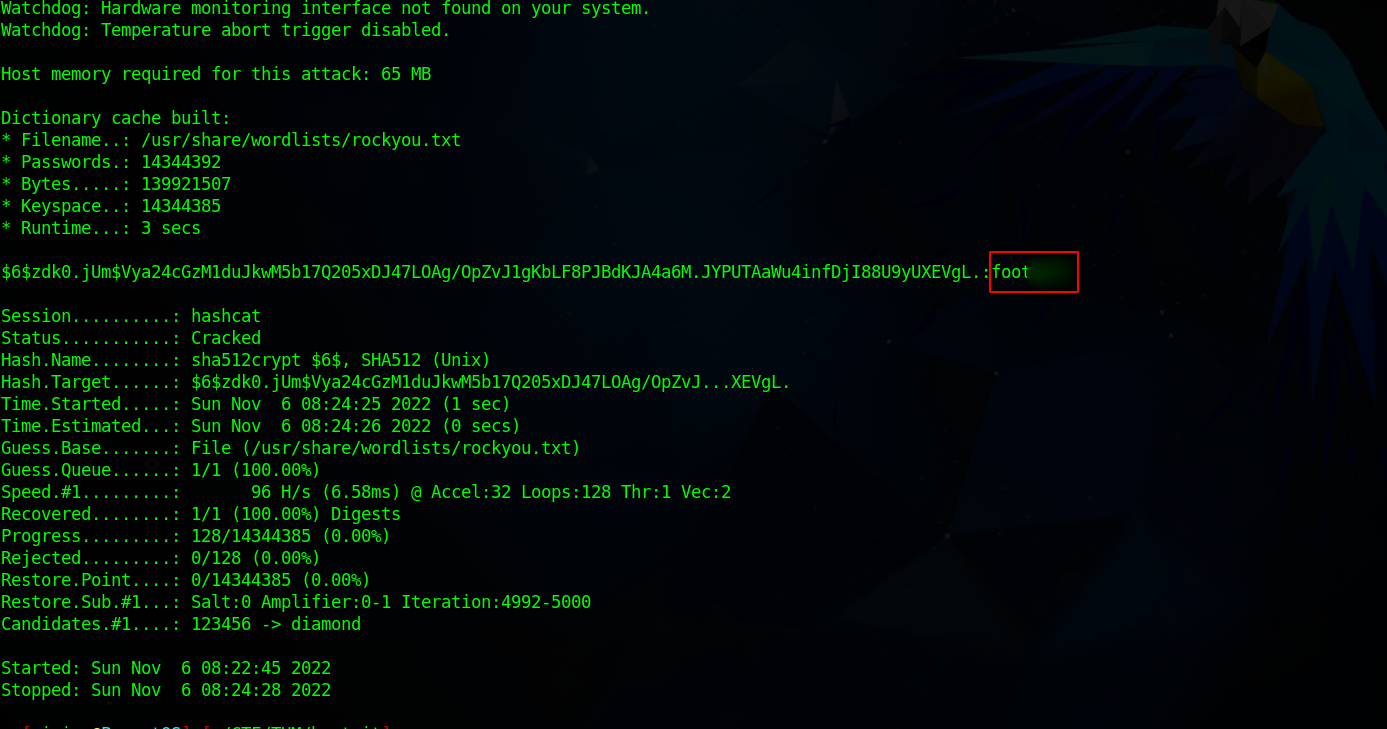 Watchdog: Hardware monitoring interface not found on your system.
Watchdog: Temperature abort trigger disabled.
Host memory required for this attack: 65 MB
Dictionary cache built:
* Filename..: /usr/share/wordlists/rockyou.txt
* Passwords.: 14344392
* Bytes.....: 139921507
* Keyspace..: 14344385
* Runtime...: 3 secs
$6$zdk0.jUm$Vya24cGzM1duJkwM5b17Q205xDJ47LOAg/OpZvJ1gKbLF8PJBdKJA4a6M.JYPUTAaWu4infDjI88U9yUXEVgL.:foot
Session..........: hashcat
Status...........: Cracked
Hash.Name........: sha512crypt $6$, SHA512 (Unix)
Hash.Target......: $6$zdk0.jUm$Vya24cGzM1duJkwM5b17Q205xDJ47LOAg/OpZvJ...XEVgL.
Time.Started.....: Sun Nov  6 08:24:25 2022 (1 sec)
Time.Estimated...: Sun Nov  6 08:24:26 2022 (0 secs)
Guess.Base.......: File (/usr/share/wordlists/rockyou.txt)
Guess.Queue......: 1/1 (100.00%)
Speed.#1.........:       96 H/s (6.58ms) @ Accel:32 Loops:128 Thr:1 Vec:2
Recovered........: 1/1 (100.00%) Digests
Progress.........: 128/14344385 (0.00%)
Rejected.........: 0/128 (0.00%)
Restore.Point....: 0/14344385 (0.00%)
Restore.Sub.#1...: Salt:0 Amplifier:0-1 Iteration:4992-5000
Candidates.#1....: 123456 -> diamond
Started: Sun Nov  6 08:22:45 2022
Stopped: Sun Nov  6 08:24:28 2022